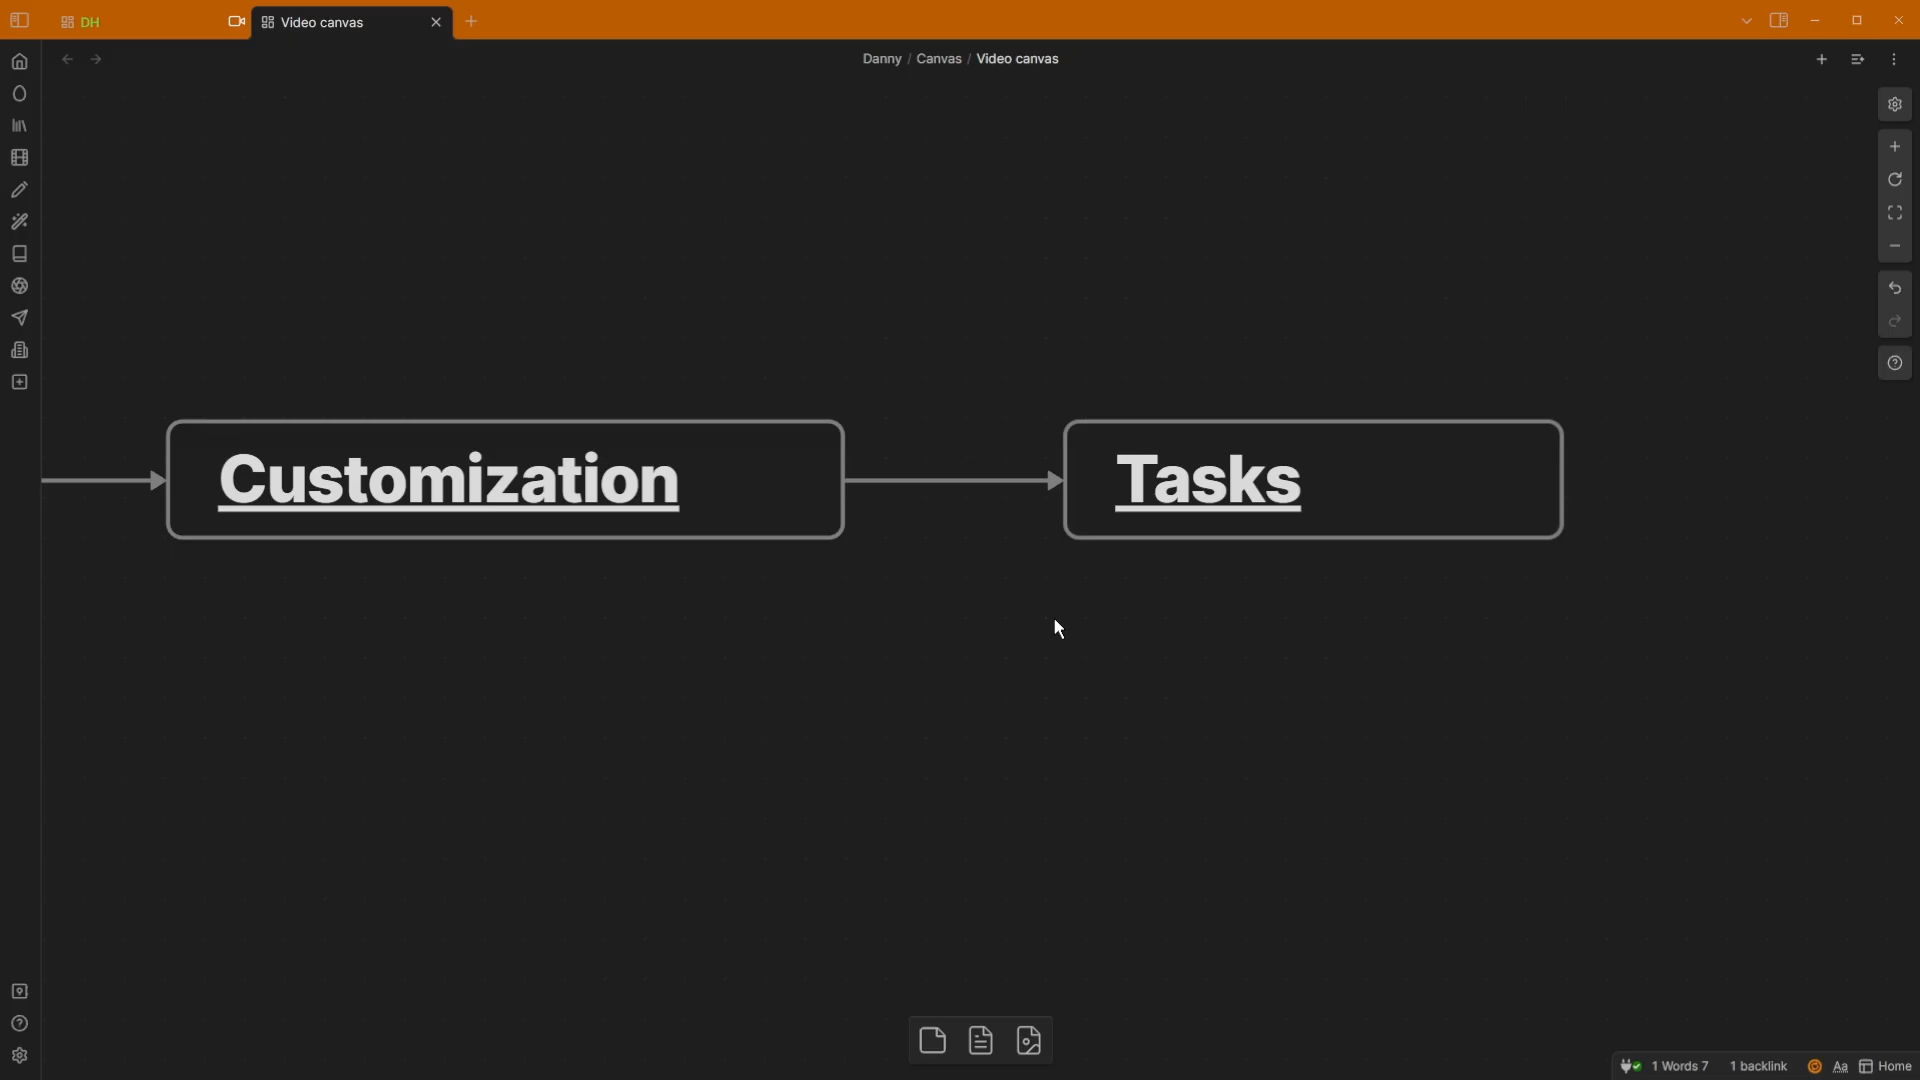 DH
Video canvas
Danny / Canvas / Video canvas
Customization
Tasks
1 Words 7
1 backlink
Aa
Home